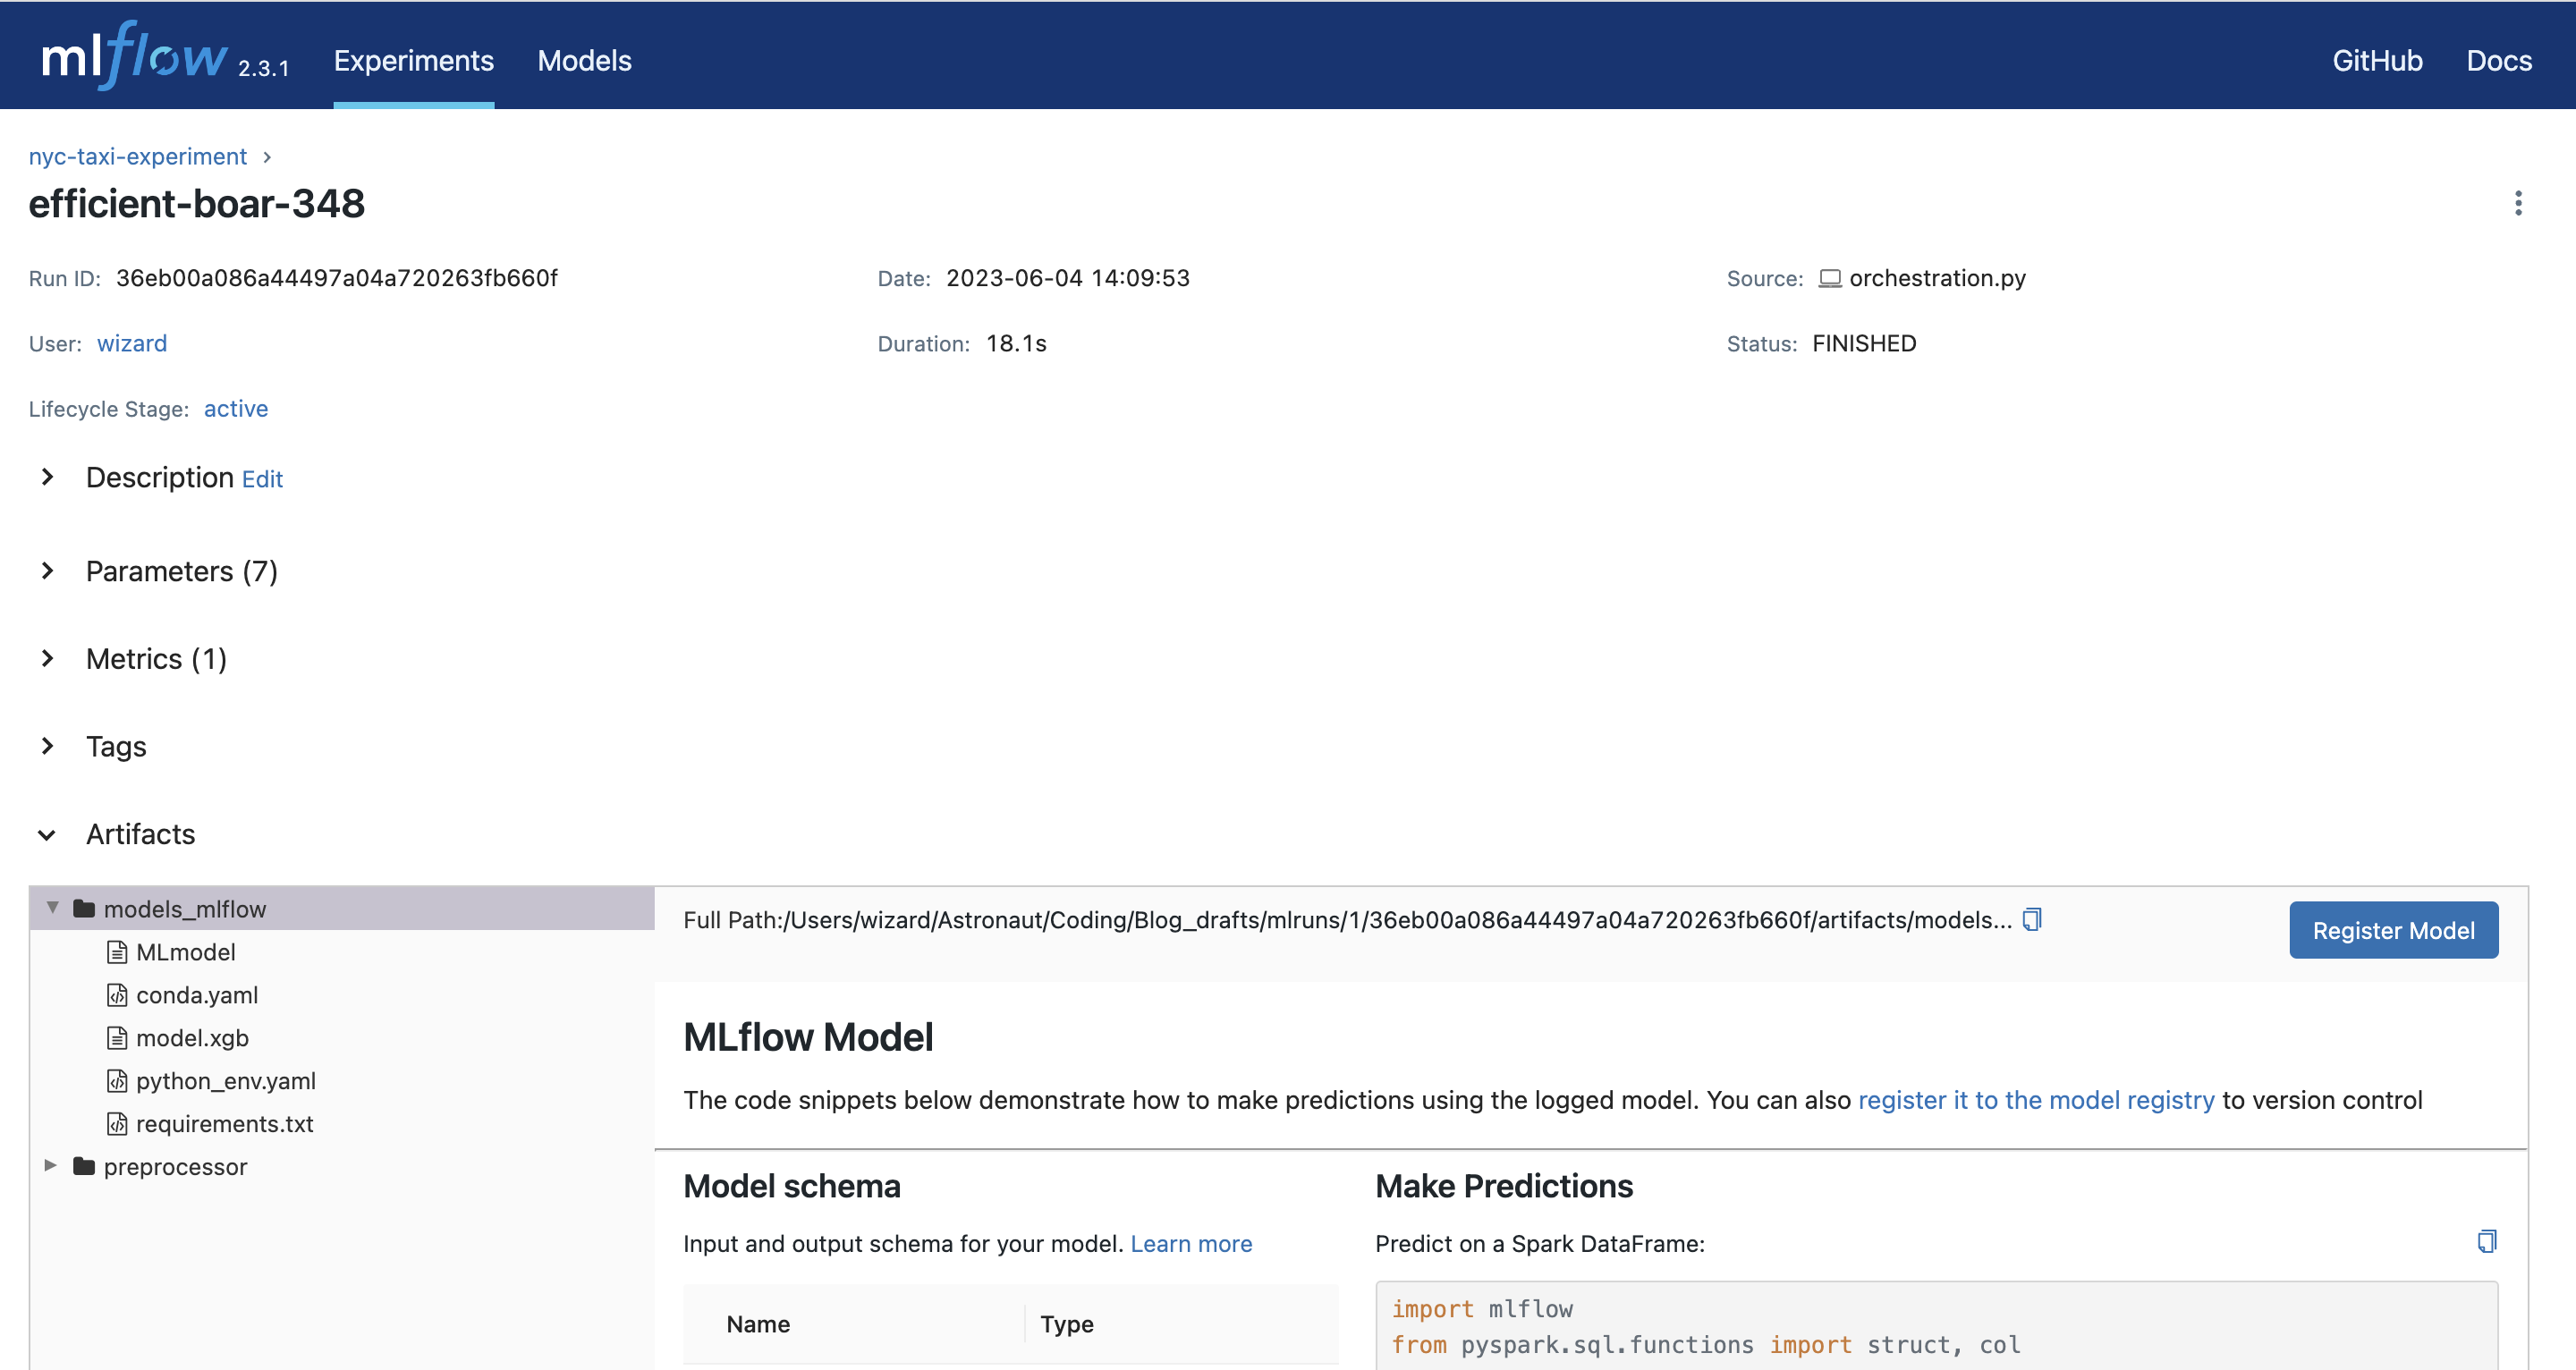 mlflow 2.3.1 Experiments Models GitHub Docs
nyc-taxi-experiment
efficient-boar-348
Run ID: 36eb00a086a44497a04a720263fb660f Date: 2023-06-04 14:09:53 Source: orchestration.py
User: wizard Duration: 18.1s Status: FINISHED
Lifecycle Stage: active
Description Edit
Parameters (7)
Metrics (1)
Tags
Artifacts
models_mlflow
MLmodel
conda.yaml
model.xgb
python_env.yaml
requirements.txt
preprocessor
Full Path:/Users/wizard/Astronaut/Coding/Blog_drafts/mlruns/1/36eb00a086a44497a04a720263fb660f/artifacts/models...
Register Model
MLflow Model
The code snippets below demonstrate how to make predictions using the logged model. You can also register it to the model registry to version control
Model schema
Input and output schema for your model. Learn more
Name Type
Make Predictions
Predict on a Spark DataFrame:
import mlflow
from pyspark.sql.functions import struct, col